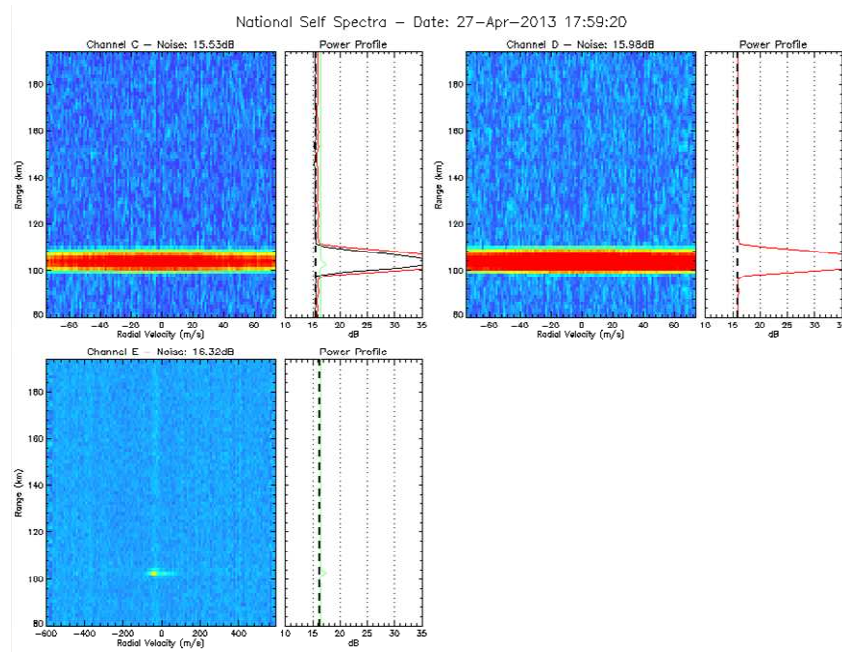 National Self Spectra - Date: 27-Apr-2013 17:59:20
Channel C - Noise: 15.53dB
Power Profile
Channel D - Noise: 15.98dB
Power Profile
Range (km)
180
160
140
120
100
80
-60 -40 -20 0 20 40 60
Radial Velocity (m/s)
10 15 20 25 30 35
dB
Range (km)
180
160
140
120
100
80
-60 -40 -20 0 20 40 60
Radial Velocity (m/s)
10 15 20 25 30 35
dB
Channel E - Noise: 16.32dB
Power Profile
Range (km)
180
160
140
120
100
80
-600 -400 -200 0 200 400
Radial Velocity (m/s)
10 15 20 25 30 35
dB